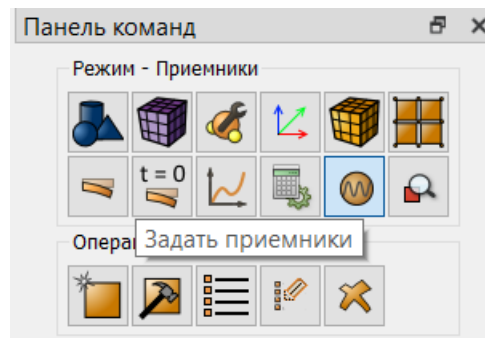 Панель команд
Режим - Приемники
t = 0
Опера
Задать приемники